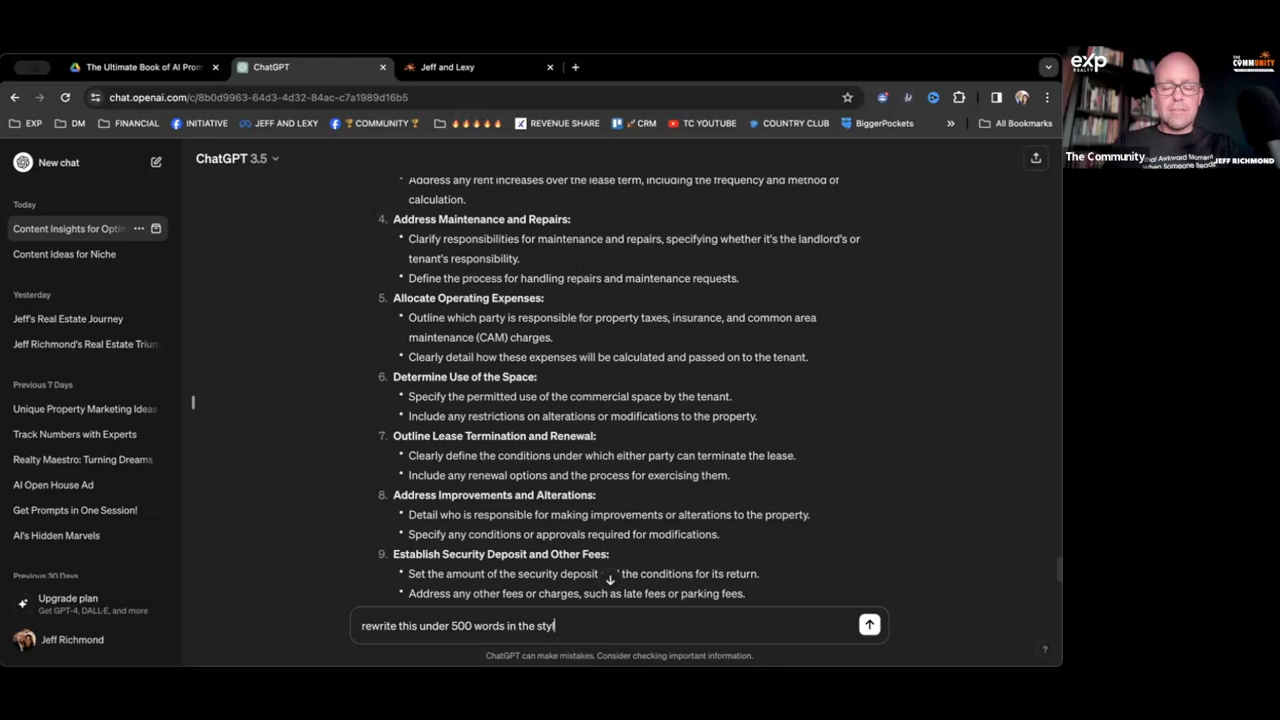 The Ultimate Book of AI Prom
ChatGPT
Jeff and Lexy
chat.openai.com/c/8b0d9963-64d3-4d32-84ac-c7a1989d16b5
EXP
DM
FINANCIAL
INITIATIVE
JEFF AND LEXY
COMMUNITY
REVENUE SHARE
CRM
TC YOUTUBE
COUNTRY CLUB
BiggerPockets
»
All Bookmarks
New chat
Today
Content Insights for Optin
Content Ideas for Niche
Yesterday
Jeff's Real Estate Journey
Jeff Richmond's Real Estate Trium
Previous 7 Days
Unique Property Marketing Ideas
Track Numbers with Experts
Realty Maestro: Turning Dreams
AI Open House Ad
Get Prompts in One Session!
AI's Hidden Marvels
Previous 30 Days
Upgrade plan
Get GPT-4, DALL·E, and more
Jeff Richmond
ChatGPT 3.5
• Address any rent increases over the lease term, including the frequency and method of
calculation.
4. Address Maintenance and Repairs:
• Clarify responsibilities for maintenance and repairs, specifying whether it's the landlord's or
tenant's responsibility.
• Define the process for handling repairs and maintenance requests.
5. Allocate Operating Expenses:
• Outline which party is responsible for property taxes, insurance, and common area
maintenance (CAM) charges.
• Clearly detail how these expenses will be calculated and passed on to the tenant.
6. Determine Use of the Space:
• Specify the permitted use of the commercial space by the tenant.
• Include any restrictions on alterations or modifications to the property.
7. Outline Lease Termination and Renewal:
• Clearly define the conditions under which either party can terminate the lease.
• Include any renewal options and the process for exercising them.
8. Address Improvements and Alterations:
• Detail who is responsible for making improvements or alterations to the property.
• Specify any conditions or approvals required for modifications.
9. Establish Security Deposit and Other Fees:
• Set the amount of the security deposit the conditions for its return.
• Address any other fees or charges, such as late fees or parking fees.
rewrite this under 500 words in the styl
ChatGPT can make mistakes. Consider checking important information.
?
exp
REALTY
THE
COMMUNITY
The Community
That Awkward Moment
When Someone Reads
JEFF RICHMOND